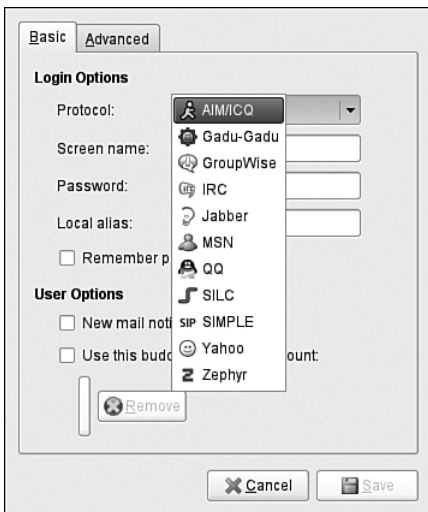 Basic Advanced
Login Options
Protocol: AIM/ICQ
Gadu-Gadu
Screen name:
GroupWise
Password: IRC
Jabber
Local alias:
MSN
Remember p
QQ
User Options SILC
New mail noti SIP SIMPLE
Yahoo
Use this budd ount:
Zephyr
Remove
Cancel Save